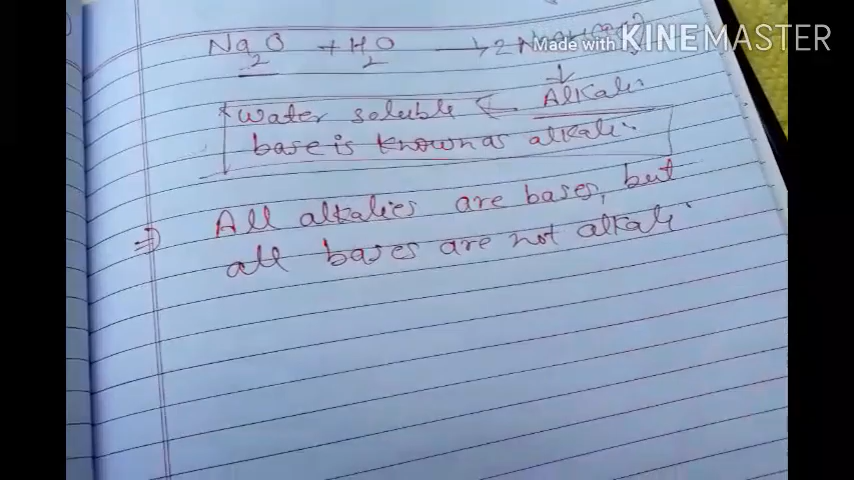 Na2O + H2O → 2
Made with KINEMASTER
Water soluble ← Alkali.
base is known as alkali.
⇒ All alkalies are bases, but
all bases are not alkali.